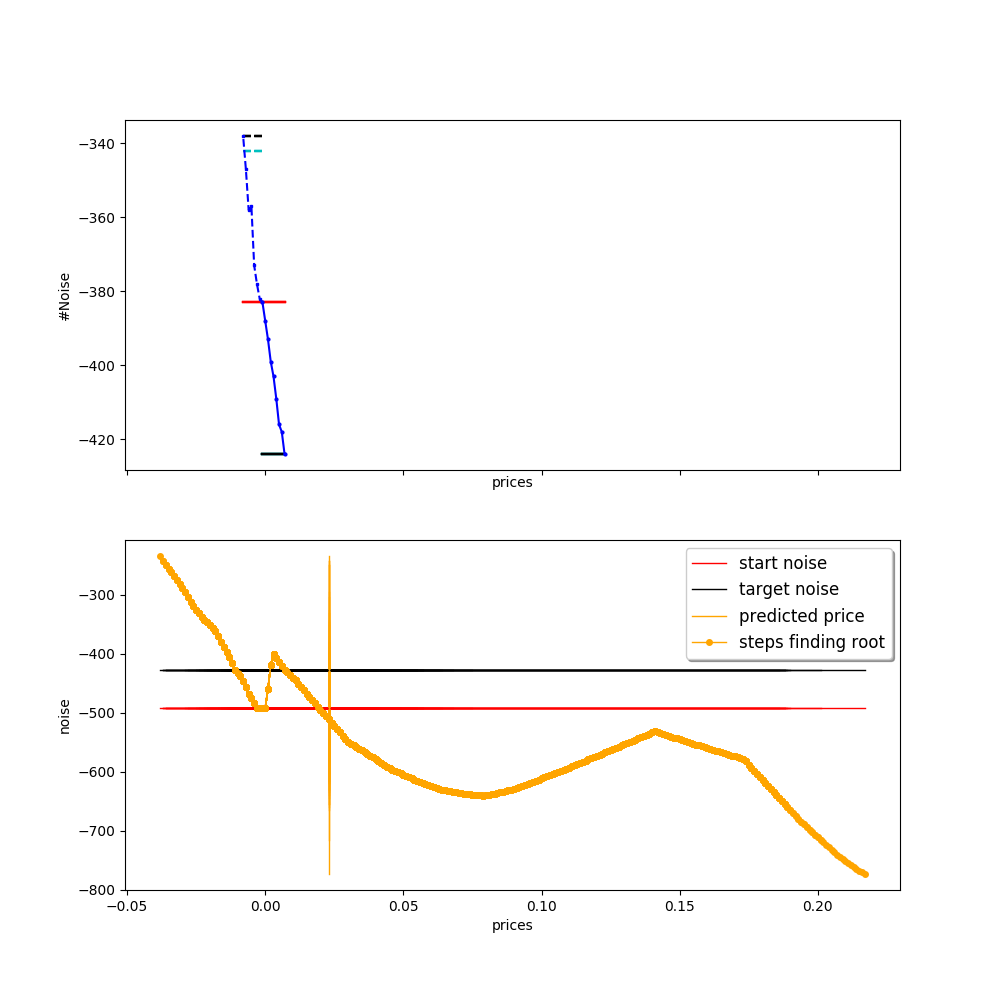 −340
−360
−380
−400
−420
#Noise
prices
start noise
target noise
predicted price
steps finding root
−300
−400
−500
−600
−700
−800
noise
−0.05 0.00 0.05 0.10 0.15 0.20
prices